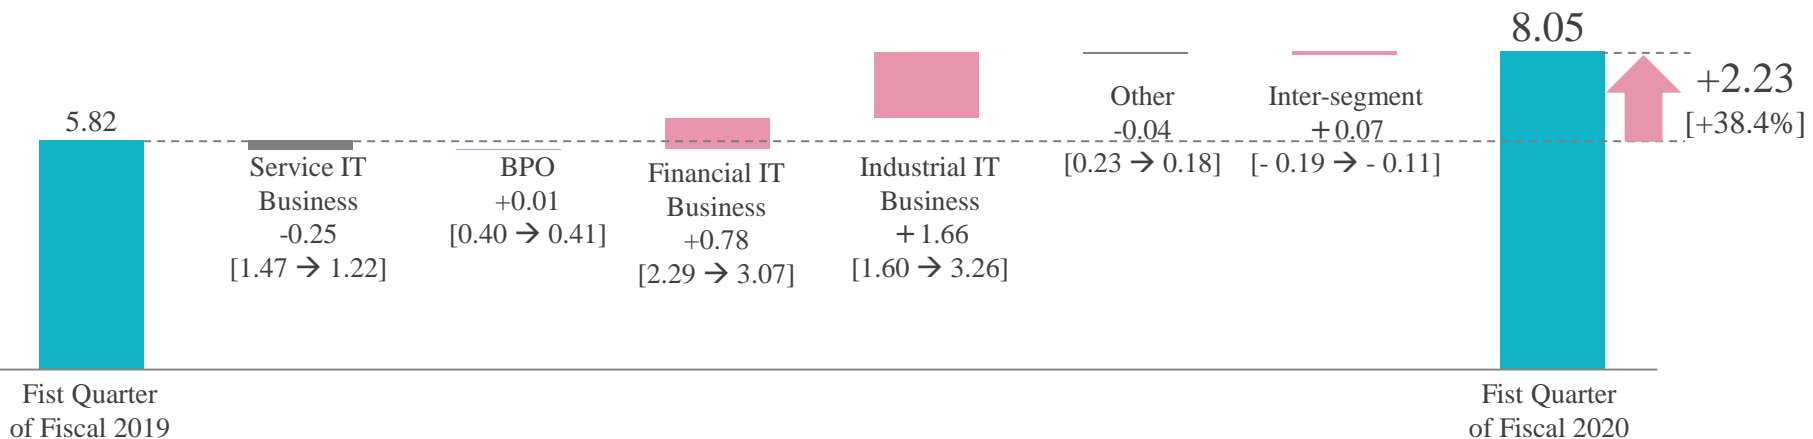 5.82
Fist Quarter
of Fiscal 2019
Service IT
Business
-0.25
[1.47 → 1.22]
BPO
+0.01
[0.40 → 0.41]
Financial IT
Business
+0.78
[2.29 → 3.07]
Industrial IT
Business
+1.66
[1.60 → 3.26]
Other
-0.04
[0.23 → 0.18]
Inter-segment
+0.07
[- 0.19 → - 0.11]
8.05
Fist Quarter
of Fiscal 2020
+2.23
[+38.4%]